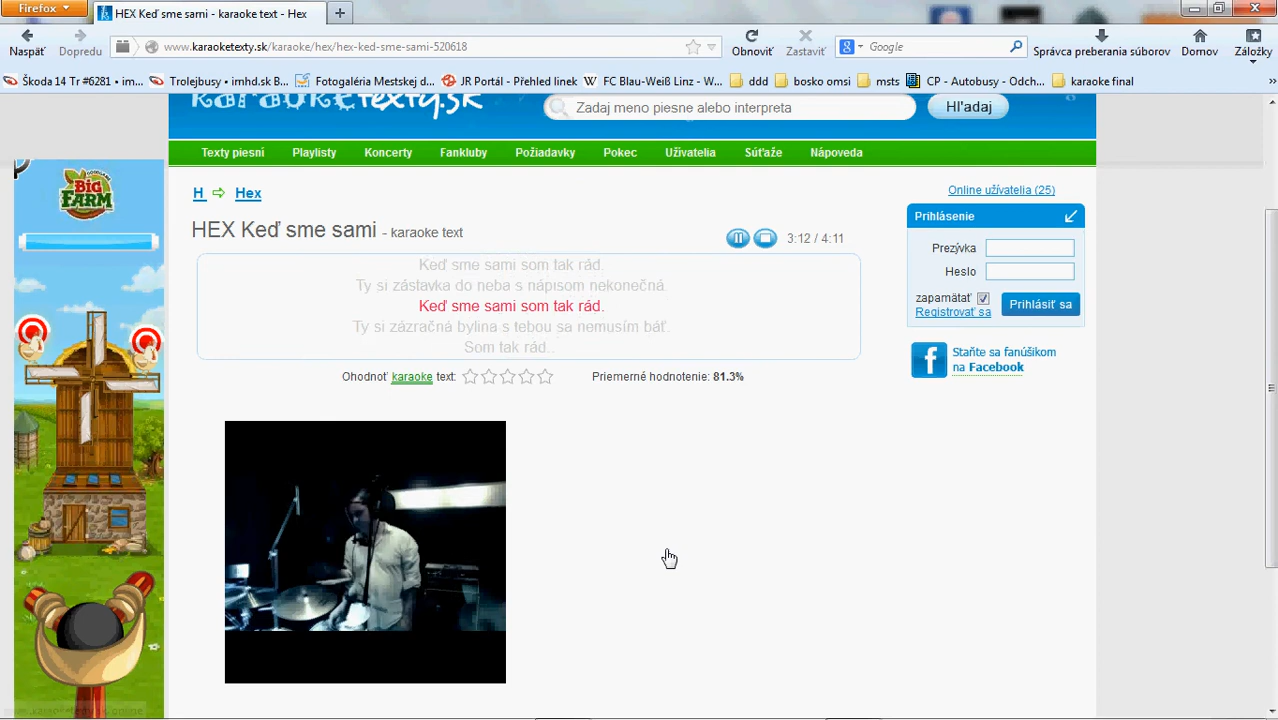 Firefox
HEX Keď sme sami - karaoke text - Hex
Naspäť
Dopredu
www.karaoketexty.sk/karaoke/hex/hex-ked-sme-sami-520618
Obnoviť
Zastaviť
Google
Správca preberania súborov
Domov
Záložky
Škoda 14 Tr #6281 • im...
Trolejbusy • imhd.sk B...
Fotogaléria Mestskej d...
JR Portál - Přehled linek
FC Blau-Weiß Linz - W...
ddd
bosko omsi
msts
CP - Autobusy - Odch...
karaoke final
karaoketexty.sk
Zadaj meno piesne alebo interpreta
Hľadaj
Texty piesní
Playlisty
Koncerty
Fankluby
Požiadavky
Pokec
Užívatelia
Súťaže
Nápoveda
BIG FARM
H
Hex
Online užívatelia (25)
HEX Keď sme sami - karaoke text
3:12 / 4:11
Keď sme sami som tak rád.
Ty si zástavka do neba s nápisom nekonečná.
Keď sme sami som tak rád.
Ty si zázračná bylina s tebou sa nemusím báť.
Som tak rád..
Ohodnoť karaoke text:
Priemerné hodnotenie: 81.3%
Prihlásenie
Prezývka
Heslo
zapamätať
Registrovať sa
Prihlásiť sa
Staňte sa fanúšikom
na Facebook